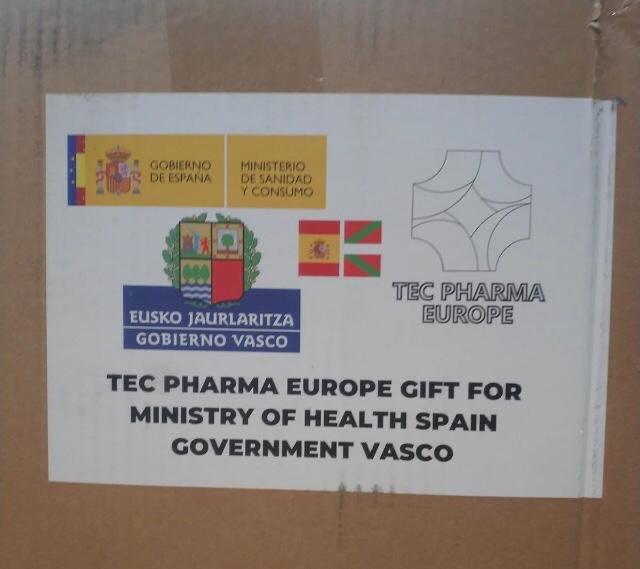 GOBIERNO
DE ESPAÑA
MINISTERIO
DE SANIDAD
Y CONSUMO
EUSKO JAURLARITZA
GOBIERNO VASCO
TEC PHARMA
EUROPE
TEC PHARMA EUROPE GIFT FOR
MINISTRY OF HEALTH SPAIN
GOVERNMENT VASCO